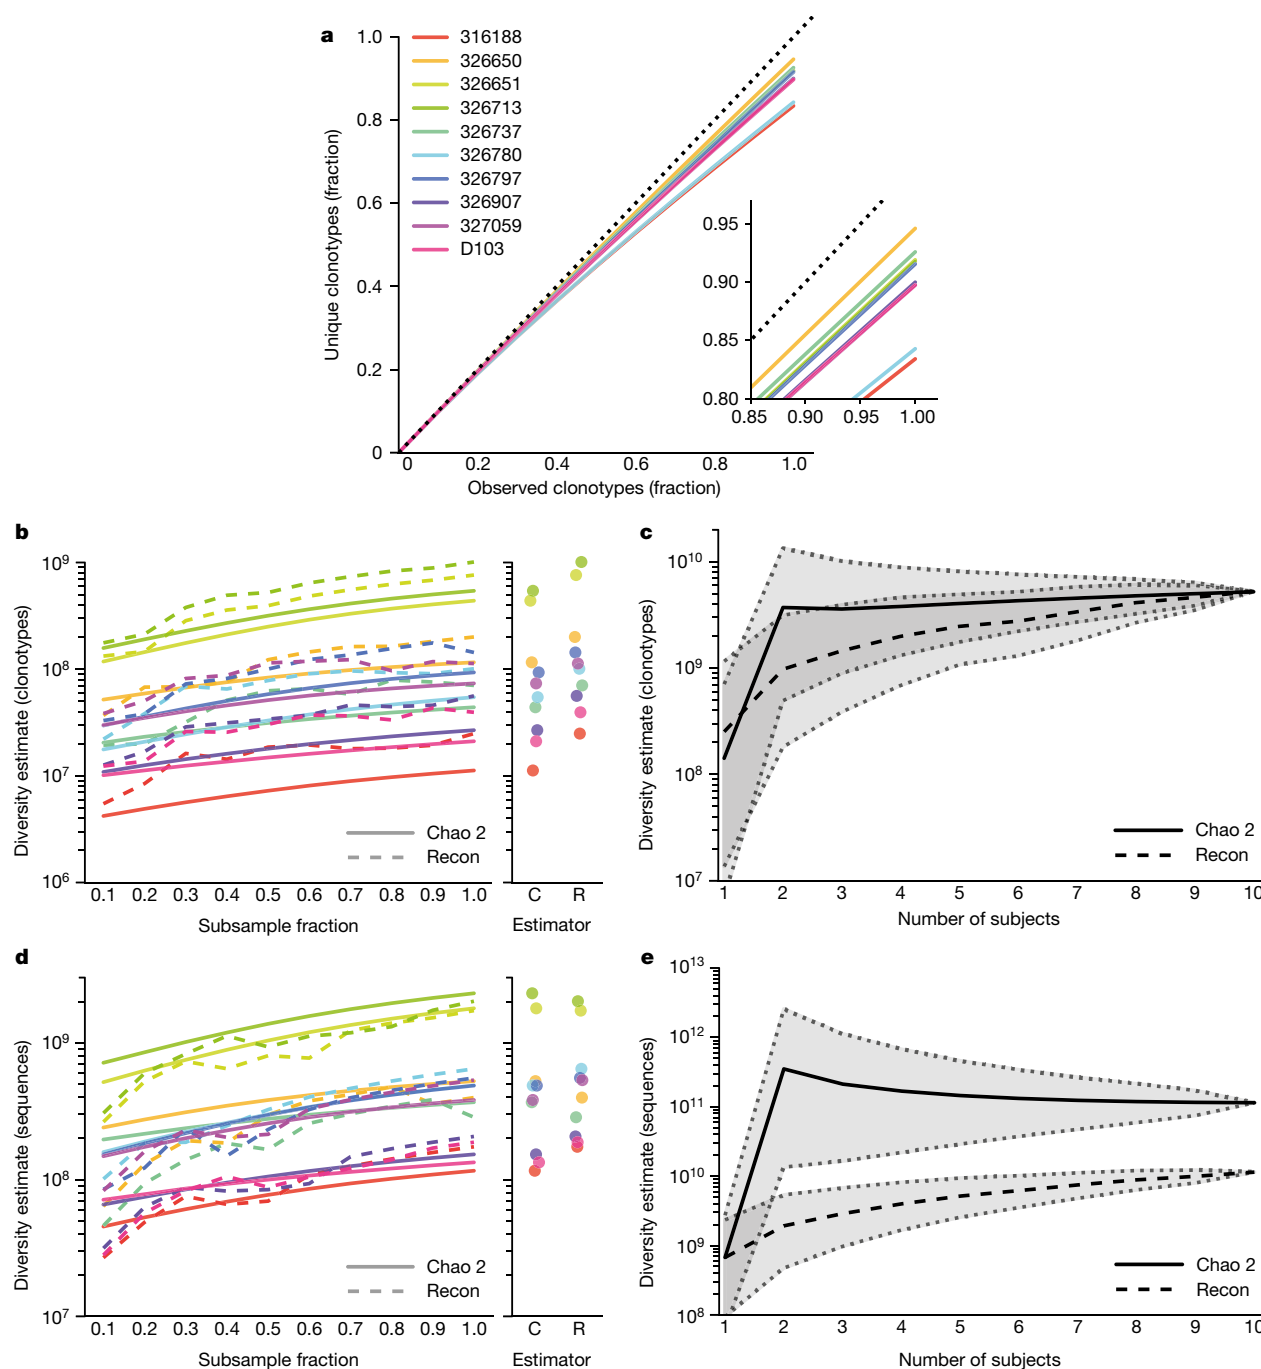 a
1.0
0.8
0.6
0.4
0.2
0
Unique clonotypes (fraction)
316188
326650
326651
326713
326737
326780
326797
326907
327059
D103
0.95
0.90
0.85
0.80
0.85 0.90 0.95 1.00
0 0.2 0.4 0.6 0.8 1.0
Observed clonotypes (fraction)
b
10⁹
10⁸
10⁷
10⁶
Diversity estimate (clonotypes)
Chao 2
Recon
0.1 0.2 0.3 0.4 0.5 0.6 0.7 0.8 0.9 1.0
Subsample fraction
C R
Estimator
c
10¹⁰
10⁹
10⁸
10⁷
Diversity estimate (clonotypes)
Chao 2
Recon
1 2 3 4 5 6 7 8 9 10
Number of subjects
d
10⁹
10⁸
10⁷
Diversity estimate (sequences)
Chao 2
Recon
0.1 0.2 0.3 0.4 0.5 0.6 0.7 0.8 0.9 1.0
Subsample fraction
C R
Estimator
e
10¹³
10¹²
10¹¹
10¹⁰
10⁹
10⁸
Diversity estimate (sequences)
Chao 2
Recon
1 2 3 4 5 6 7 8 9 10
Number of subjects